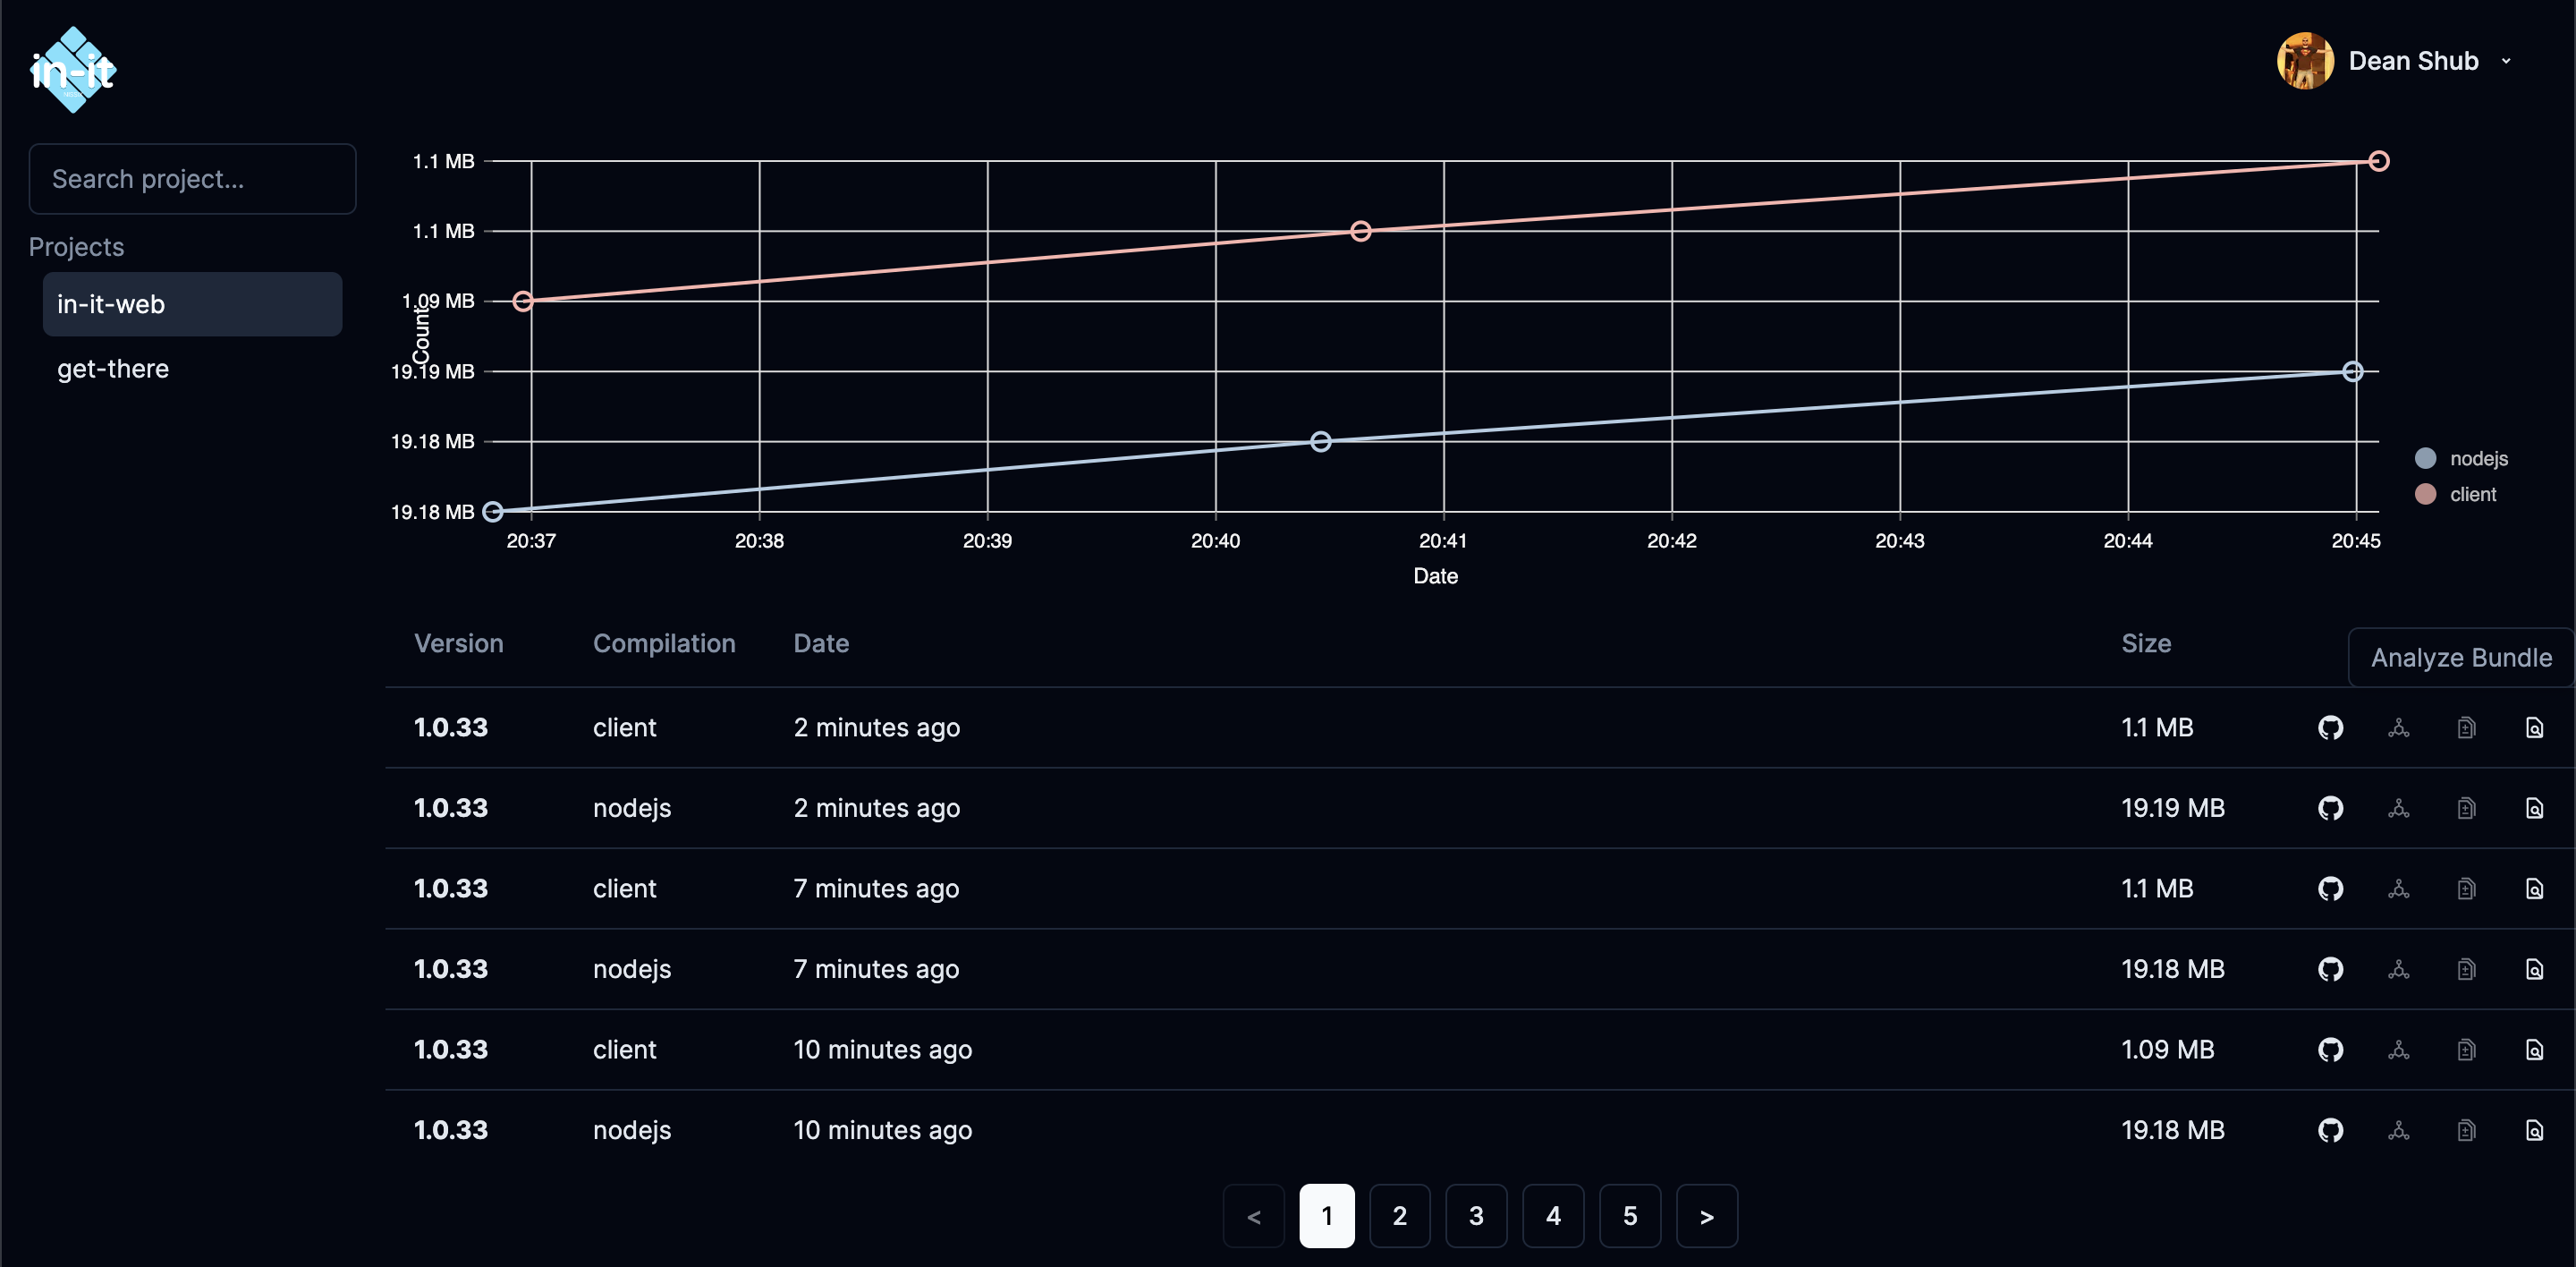 in-it
Dean Shub
Search project...
Projects
in-it-web
get-there
1.1 MB
1.1 MB
1.09 MB
19.19 MB
19.18 MB
19.18 MB
Count
20:37 20:38 20:39 20:40 20:41 20:42 20:43 20:44 20:45
Date
nodejs
client
Version Compilation Date Size Analyze Bundle
1.0.33 client 2 minutes ago 1.1 MB
1.0.33 nodejs 2 minutes ago 19.19 MB
1.0.33 client 7 minutes ago 1.1 MB
1.0.33 nodejs 7 minutes ago 19.18 MB
1.0.33 client 10 minutes ago 1.09 MB
1.0.33 nodejs 10 minutes ago 19.18 MB
< 1 2 3 4 5 >